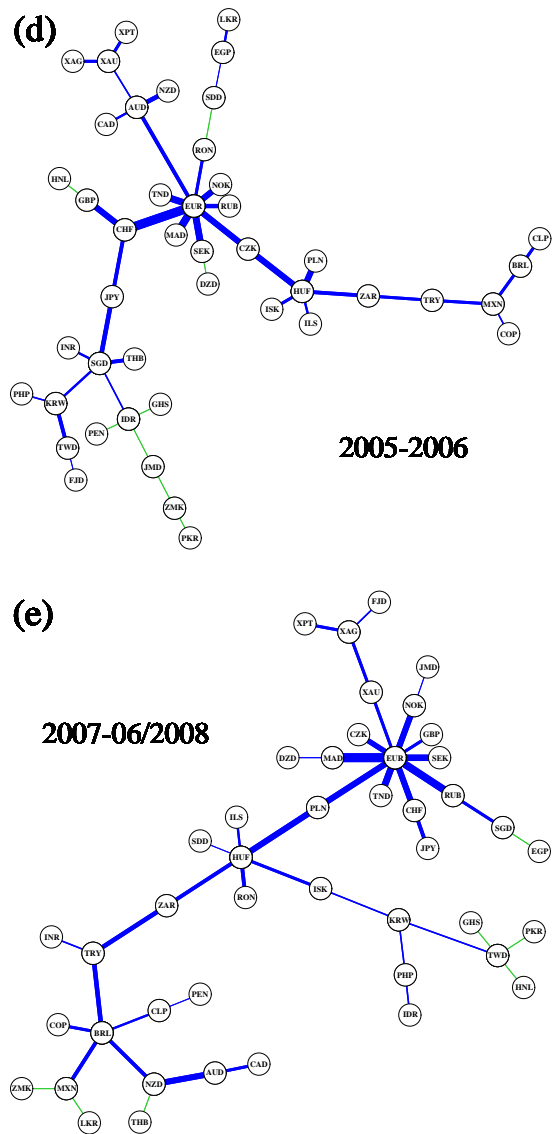 (d)
LKR
XPT
EGP
XAG
XAU
NZD
SDD
AUD
CAD
RON
HNL
TND
NOK
GBP
EUR
RUB
CHF
MAD
SEK
CZK
CLP
PLN
BRL
DZD
HUF
JPY
ZAR
TRY
MXN
ISK
ILS
COP
INR
THB
SGD
PHP
KRW
GHS
IDR
PEN
TWD
2005-2006
JMD
FJD
ZMK
PKR
(e)
FJD
XPT
XAG
JMD
XAU
NOK
2007-06/2008
CZK
GBP
DZD
MAD
EUR
SEK
TND
RUB
PLN
CHF
ILS
SGD
SDD
JPY
EGP
HUF
ISK
RON
ZAR
KRW
GHS
PKR
INR
TRY
TWD
PHP
HNL
PEN
CLP
IDR
COP
BRL
CAD
AUD
ZMK
MXN
NZD
LKR
THB